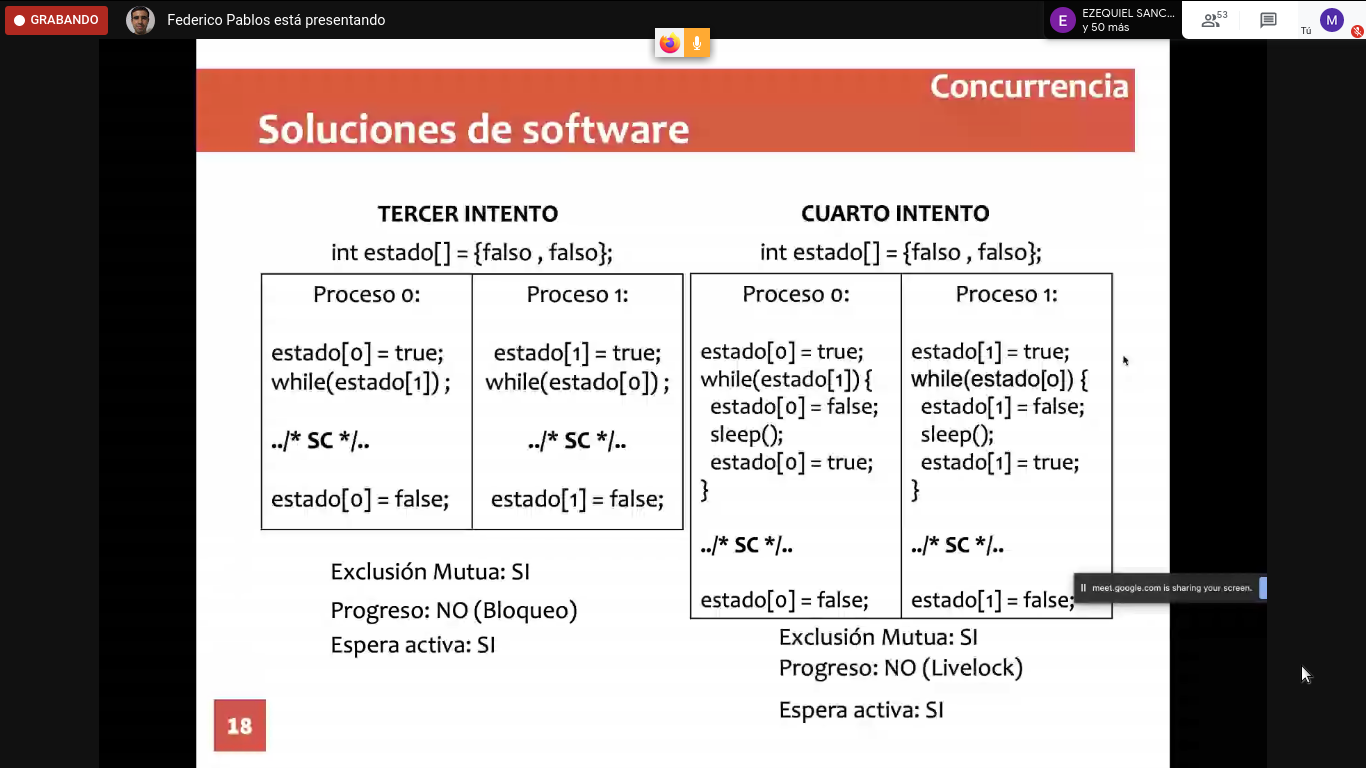 GRABANDO
Federico Pablos está presentando
E
EZEQUIEL SANC...
y 50 más
53
Tú
M
Concurrencia
Soluciones de software
TERCER INTENTO
int estado[] = {falso , falso};
Proceso 0:
estado[0] = true;
while(estado[1]) ;
../* SC */..
estado[0] = false;
Proceso 1:
estado[1] = true;
while(estado[0]) ;
../* SC */..
estado[1] = false;
Exclusión Mutua: SI
Progreso: NO (Bloqueo)
Espera activa: SI
CUARTO INTENTO
int estado[] = {falso , falso};
Proceso 0:
estado[0] = true;
while(estado[1]) {
estado[0] = false;
sleep();
estado[0] = true;
}
../* SC */..
estado[0] = false;
Proceso 1:
estado[1] = true;
while(estado[0]) {
estado[1] = false;
sleep();
estado[1] = true;
}
../* SC */..
estado[1] = false;
meet.google.com is sharing your screen.
Exclusión Mutua: SI
Progreso: NO (Livelock)
Espera activa: SI
18